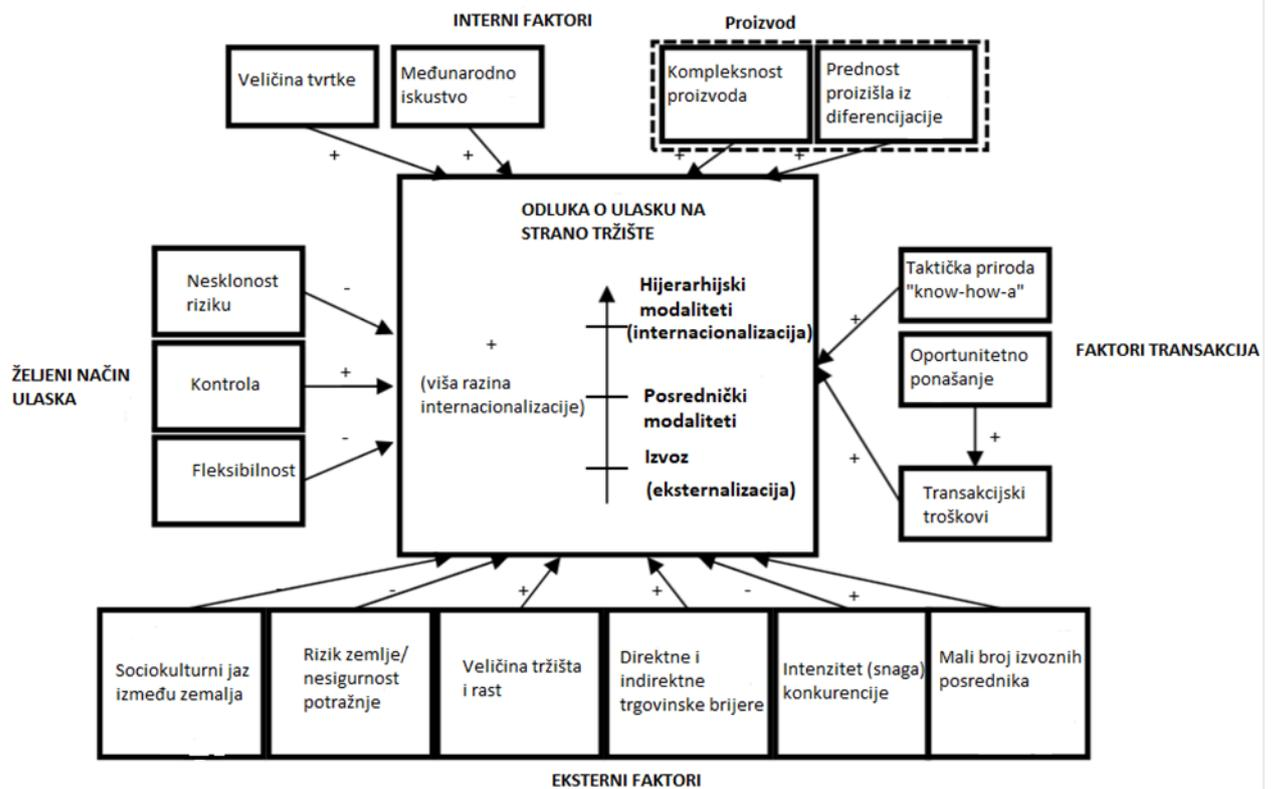 INTERNI FAKTORI
Proizvod
Veličina tvrtke
Međunarodno
iskustvo
Kompleksnost
proizvoda
Prednost
proizišla iz
diferencijacije
+
+
+
+
ODLUKA O ULASKU NA
STRANO TRŽIŠTE
ŽELJENI NAČIN
ULASKA
Nesklonost
riziku
-
Kontrola
+
Fleksibilnost
-
+
(viša razina
internacionalizacije)
Hijerarhijski
modaliteti
(internacionalizacija)
Posrednički
modaliteti
Izvoz
(eksternalizacija)
Taktička priroda
"know-how-a"
+
Oportunitetno
ponašanje
+
Transakcijski
troškovi
+
FAKTORI TRANSAKCIJA
-
-
+
+
-
+
Sociokulturni jaz
između zemalja
Rizik zemlje/
nesigurnost
potražnje
Veličina tržišta
i rast
Direktne i
indirektne
trgovinske brijere
Intenzitet (snaga)
konkurencije
Mali broj izvoznih
posrednika
EKSTERNI FAKTORI